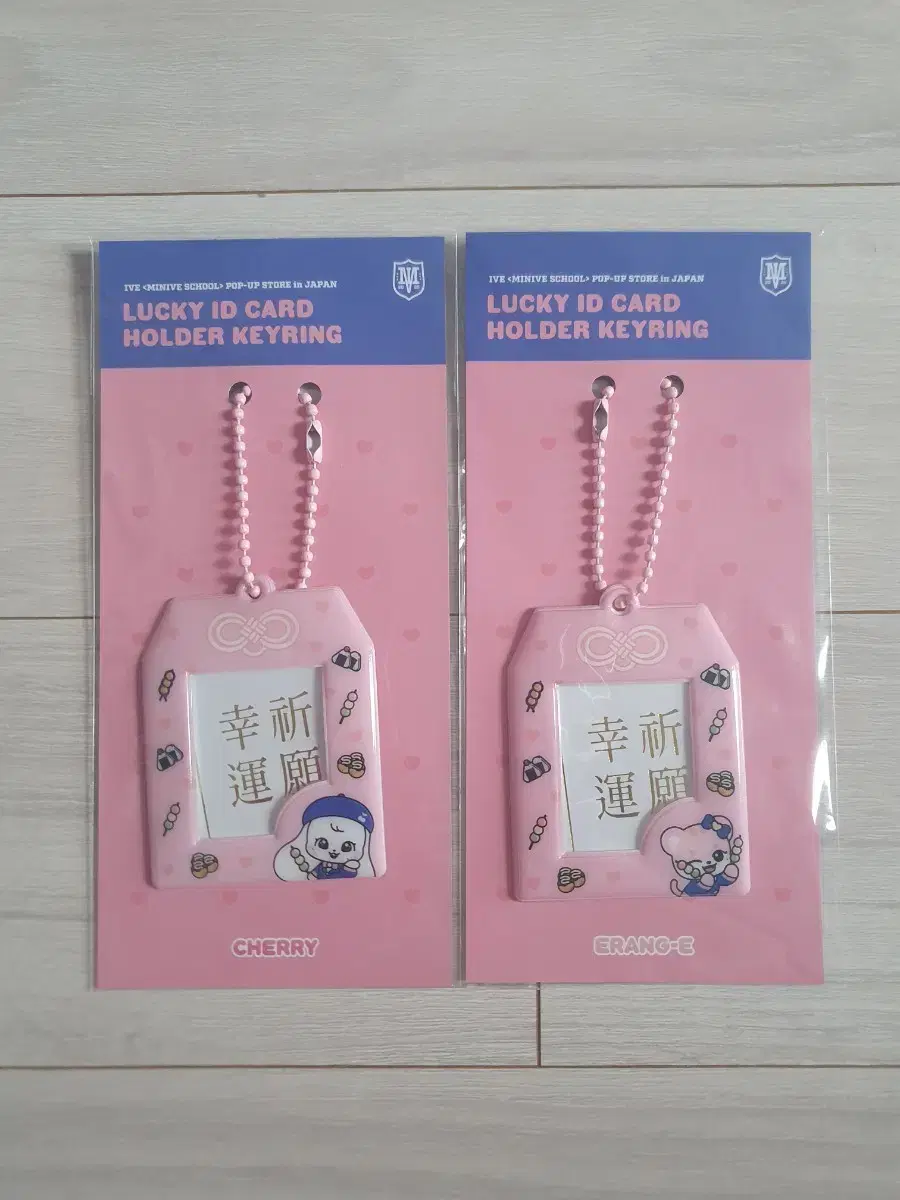 IVE <MINIVE SCHOOL> POP-UP STORE in JAPAN
LUCKY ID CARD
HOLDER KEYRING
祈願
幸運
CHERRY
IVE <MINIVE SCHOOL> POP-UP STORE in JAPAN
LUCKY ID CARD
HOLDER KEYRING
祈願
幸運
ERANG-E